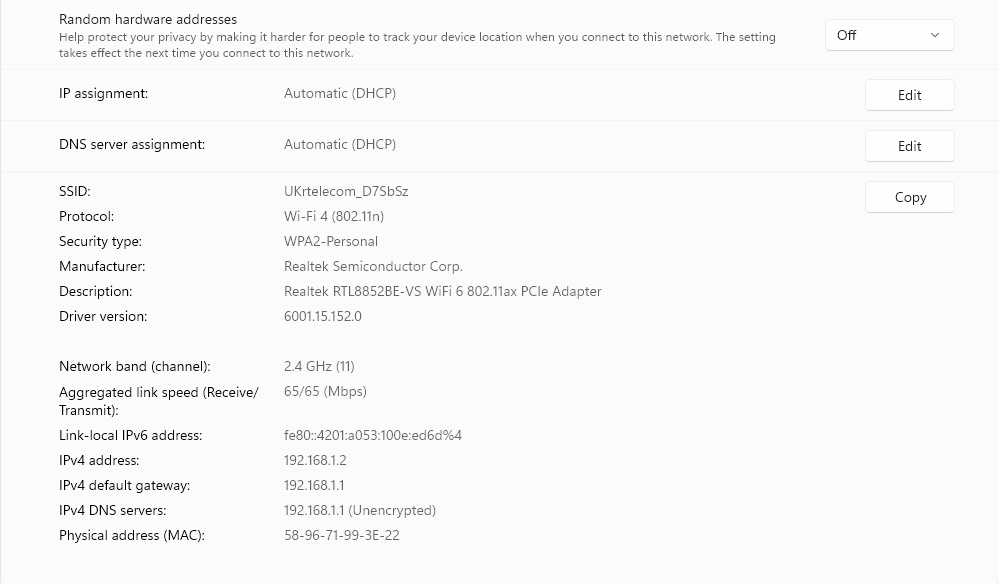 Random hardware addresses
Help protect your privacy by making it harder for people to track your device location when you connect to this network. The setting
takes effect the next time you connect to this network.
Off
IP assignment: Automatic (DHCP) Edit
DNS server assignment: Automatic (DHCP) Edit
SSID: UKrtelecom_D7SbSz Copy
Protocol: Wi-Fi 4 (802.11n)
Security type: WPA2-Personal
Manufacturer: Realtek Semiconductor Corp.
Description: Realtek RTL8852BE-VS WiFi 6 802.11ax PCIe Adapter
Driver version: 6001.15.152.0
Network band (channel): 2.4 GHz (11)
Aggregated link speed (Receive/ 65/65 (Mbps)
Transmit):
Link-local IPv6 address: fe80::4201:a053:100e:ed6d%4
IPv4 address: 192.168.1.2
IPv4 default gateway: 192.168.1.1
IPv4 DNS servers: 192.168.1.1 (Unencrypted)
Physical address (MAC): 58-96-71-99-3E-22